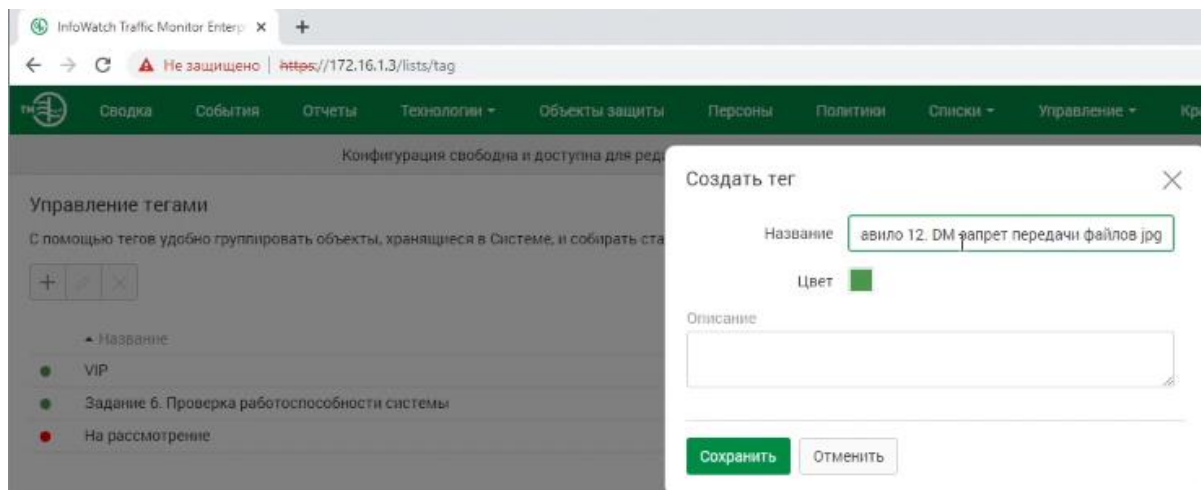 InfoWatch Traffic Monitor Enterp
Не защищено | https://172.16.1.3/lists/tag
TM Сводка События Отчеты Технологии Объекты защиты Персоны Политики Списки Управление Кра
Конфигурация свободна и доступна для реда
Управление тегами
С помощью тегов удобно группировать объекты, хранящиеся в Системе, и собирать ста
Название
VIP
Задание 6. Проверка работоспособности системы
На рассмотрение
Создать тег
Название авило 12. DM запрет передачи файлов jpg
Цвет
Описание
Сохранить Отменить